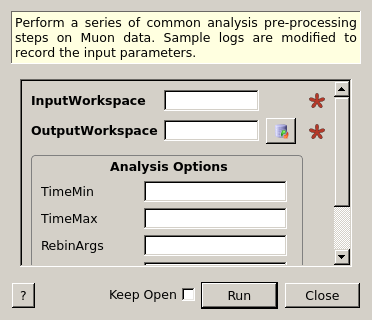 Perform a series of common analysis pre-processing
steps on Muon data. Sample logs are modified to
record the input parameters.
InputWorkspace
OutputWorkspace
Analysis Options
TimeMin
TimeMax
RebinArgs
? Keep Open Run Close